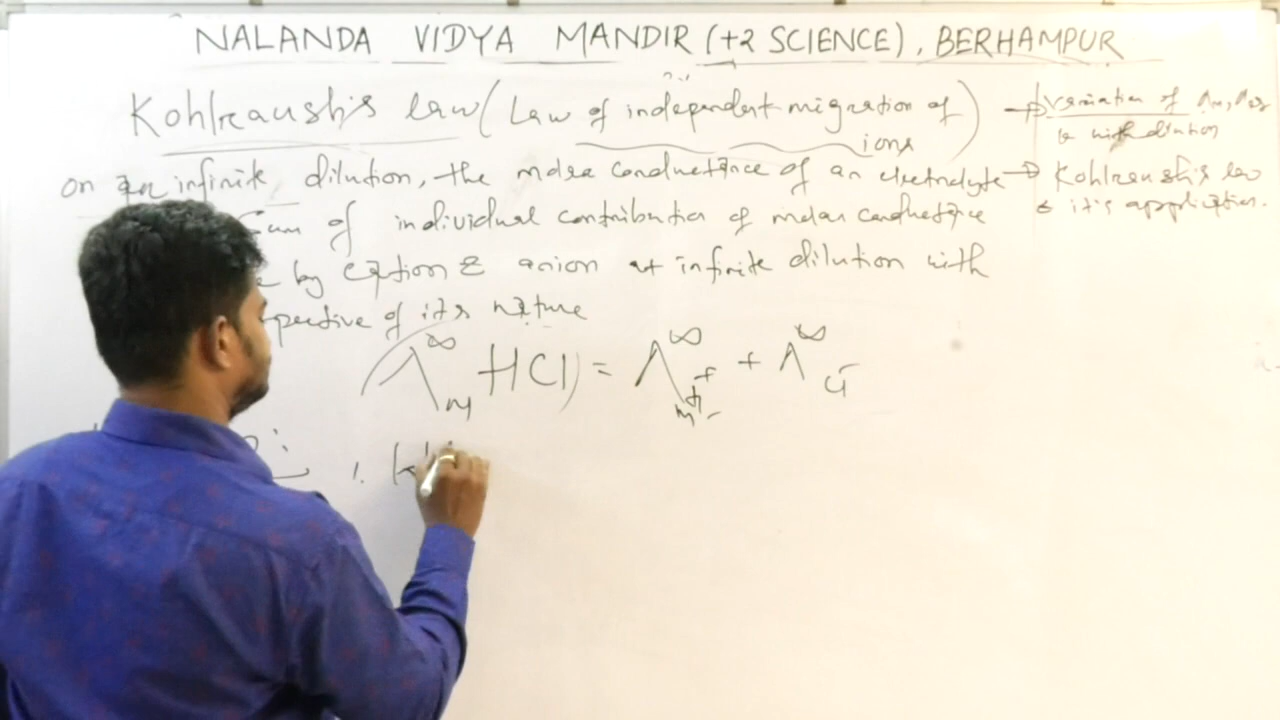 NALANDA VIDYA MANDIR (+2 SCIENCE), BERHAMPUR
Kohlraush's law (Law of independent migration of ions)
→ variation of Λm, Λeq
& with dilution
→ Kohlraush's law
& it's application.
on infinite dilution, the molar conductance of an electrolyte
Sum of individual contribution of molar conductance
by cation & anion at infinite dilution with
pective of its nature
Λ∞m HCl = Λ∞m H+ + Λ∞ Cl-
1.